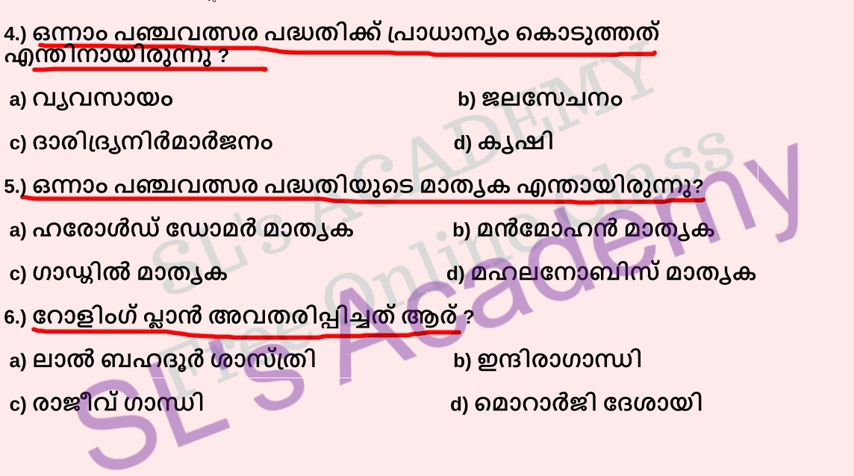 4.) ഒന്നാം പഞ്ചവത്സര പദ്ധതിക്ക് പ്രാധാന്യം കൊടുത്തത്
എന്തിനായിരുന്നു ?
a) വ്യവസായം b) ജലസേചനം
c) ദാരിദ്ര്യനിർമാർജനം d) കൃഷി
5.) ഒന്നാം പഞ്ചവത്സര പദ്ധതിയുടെ മാതൃക എന്തായിരുന്നു?
a) ഹരോൾഡ് ഡോമർ മാതൃക b) മൻമോഹൻ മാതൃക
c) ഗാഡ്ഗിൽ മാതൃക d) മഹലനോബിസ് മാതൃക
6.) റോളിംഗ് പ്ലാൻ അവതരിപ്പിച്ചത് ആര് ?
a) ലാൽ ബഹദൂർ ശാസ്ത്രി b) ഇന്ദിരാഗാന്ധി
c) രാജീവ് ഗാന്ധി d) മൊറാർജി ദേശായി
SL's ACADEMY
Free Online Class
SL's Academy